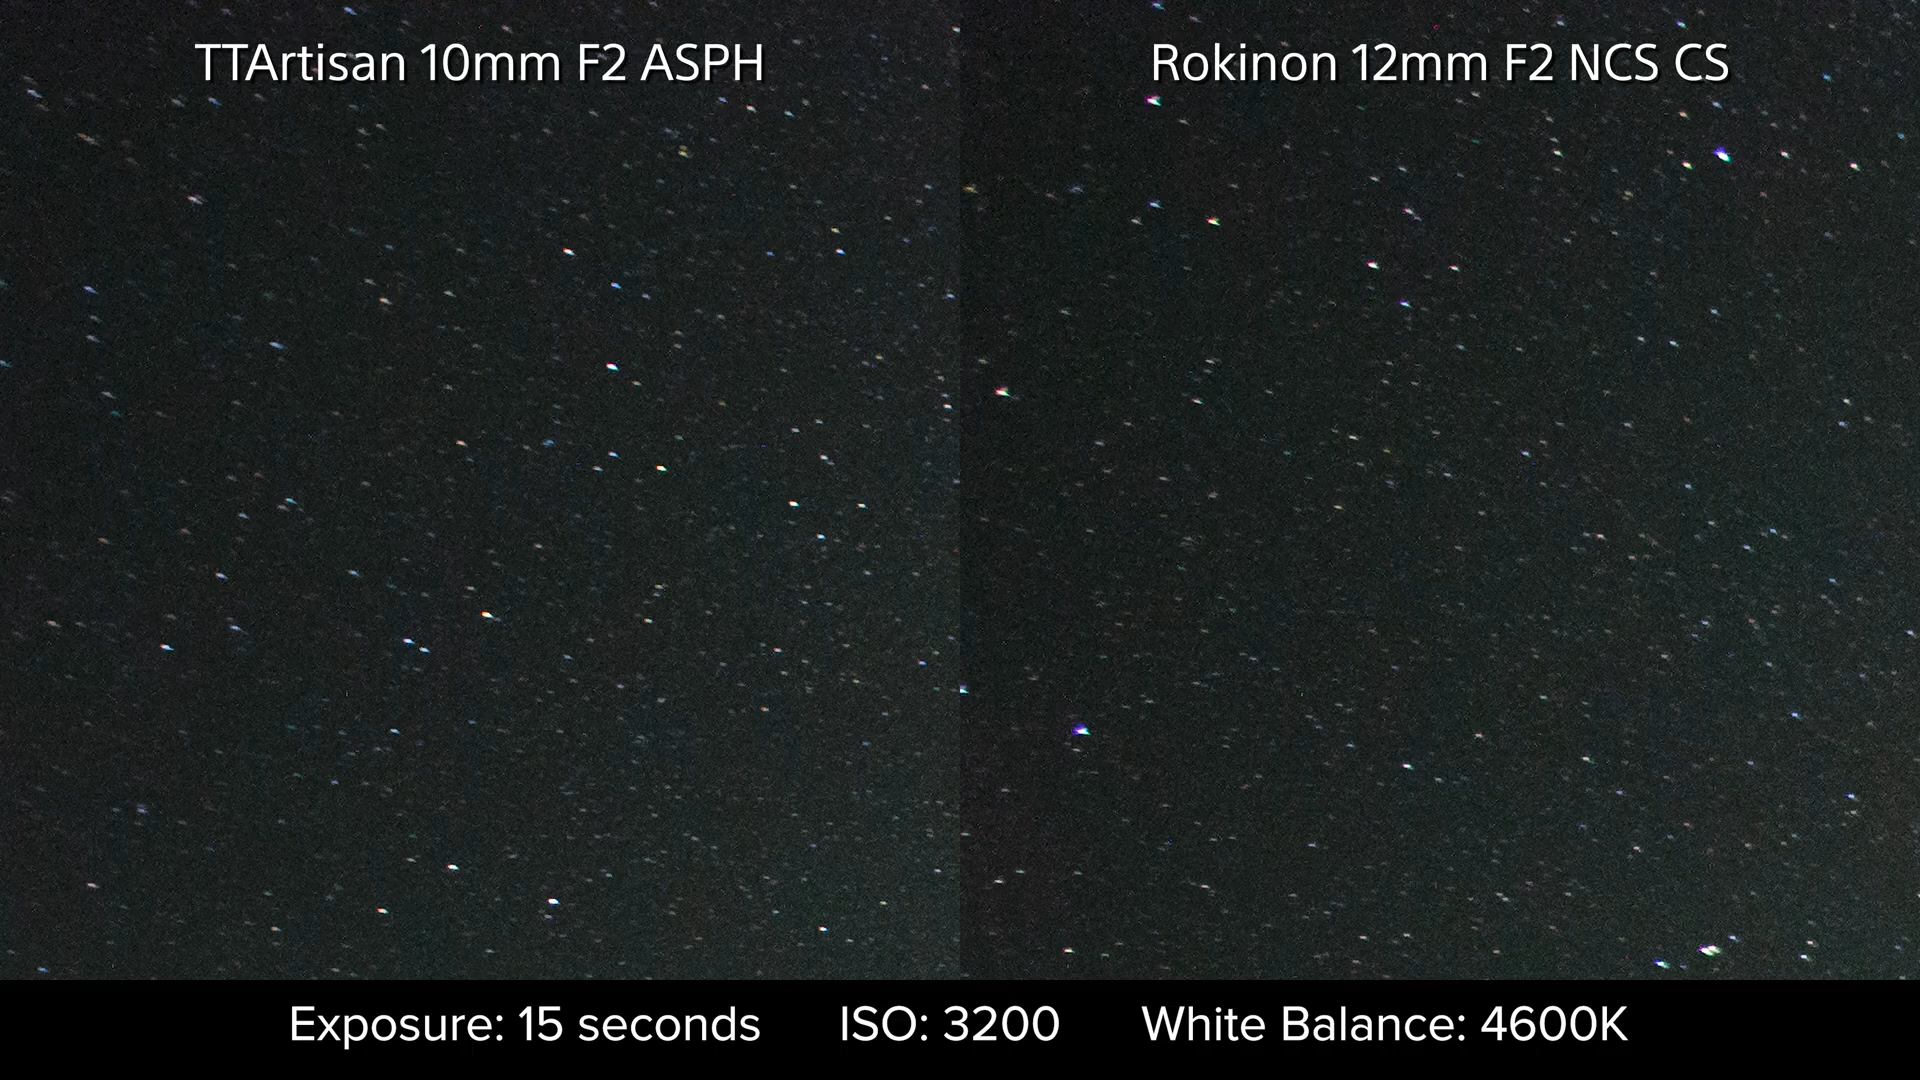 TTArtisan 10mm F2 ASPH
Rokinon 12mm F2 NCS CS
Exposure: 15 seconds ISO: 3200 White Balance: 4600K